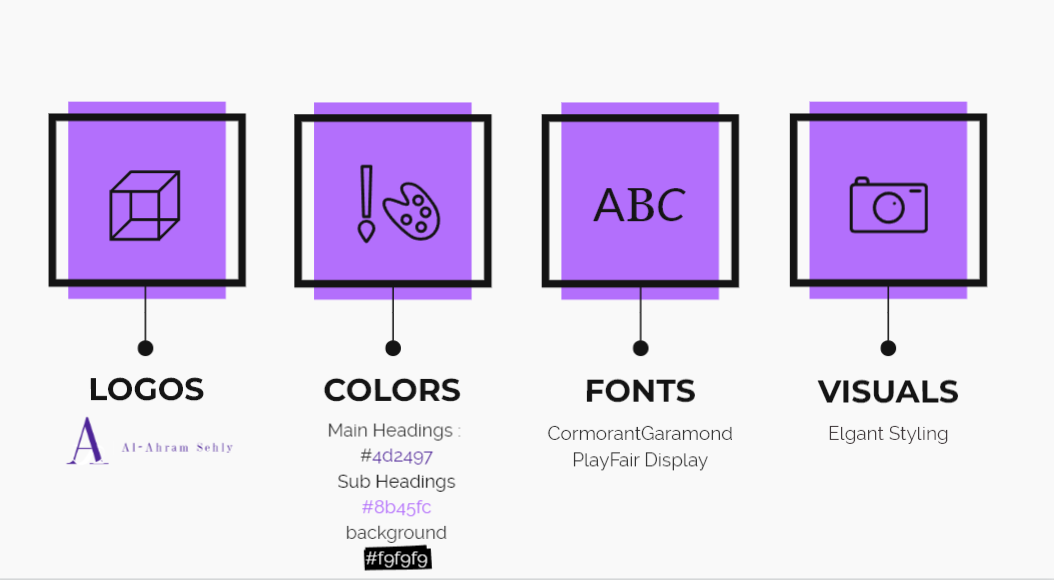 ABC
LOGOS
A Al-Ahram Sehly
COLORS
Main Headings :
#4d2497
Sub Headings
#8b45fc
background
#f9f9f9
FONTS
CormorantGaramond
PlayFair Display
VISUALS
Elgant Styling